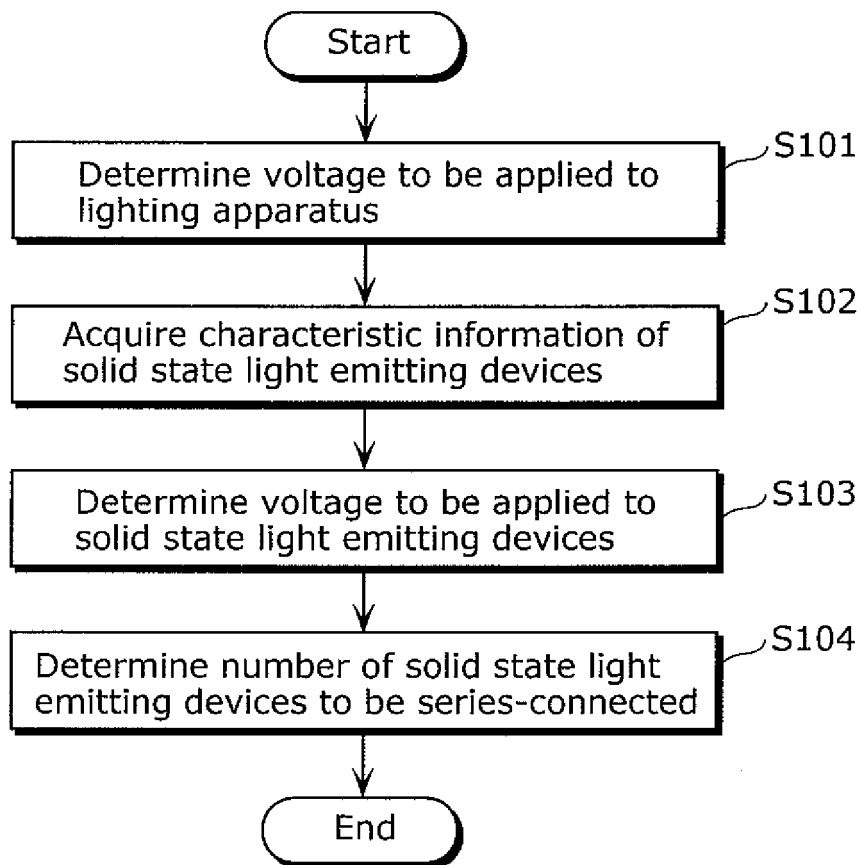 Start
S101
Determine voltage to be applied to
lighting apparatus
S102
Acquire characteristic information of
solid state light emitting devices
S103
Determine voltage to be applied to
solid state light emitting devices
S104
Determine number of solid state light
emitting devices to be series-connected
End